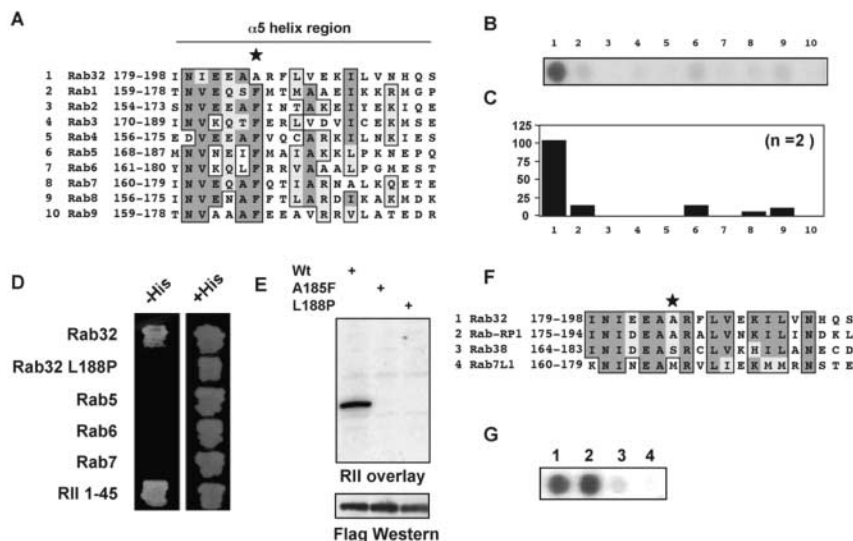 A
α5 helix region
★
1 Rab32 179-198 I N I E E A A R F L V E K I L V N H Q S
2 Rab1 159-178 T N V E Q S F M T M A A E I K K R M G P
3 Rab2 154-173 S N V E E A F I N T A K E I Y E K I Q E
4 Rab3 170-189 I N V K Q T F E R L V D V I C E K M S E
5 Rab4 156-175 E D V E E A F V Q C A R K I L N K I E S
6 Rab5 168-187 M N V N E I F M A I A K K L P K N E P Q
7 Rab6 161-180 Y N V K Q L F R R V A A A L P G M E S T
8 Rab7 160-179 I N V E Q A F Q T I A R N A L K Q E T E
9 Rab8 156-175 I N V E N A F F T L A R D I K A K M D K
10 Rab9 159-178 T N V A A A F E E A V R R V L A T E D R
B
1 2 3 4 5 6 7 8 9 10
C
125
100
75
50
25
0
(n =2 )
1 2 3 4 5 6 7 8 9 10
D
-His
+His
Rab32
Rab32 L188P
Rab5
Rab6
Rab7
RII 1-45
E
Wt +
A185F +
L188P +
RII overlay
Flag Western
F
★
1 Rab32 179-198 I N I E E A A R F L V E K I L V N H Q S
2 Rab-RP1 175-194 I N I D E A A R A L V N K I L I N D Q N
3 Rab38 164-183 I N I D E A S R C L V K H I L A N E C D
4 Rab7L1 160-179 K N I N E A M R V L I E K M M R N S T E
G
1 2 3 4